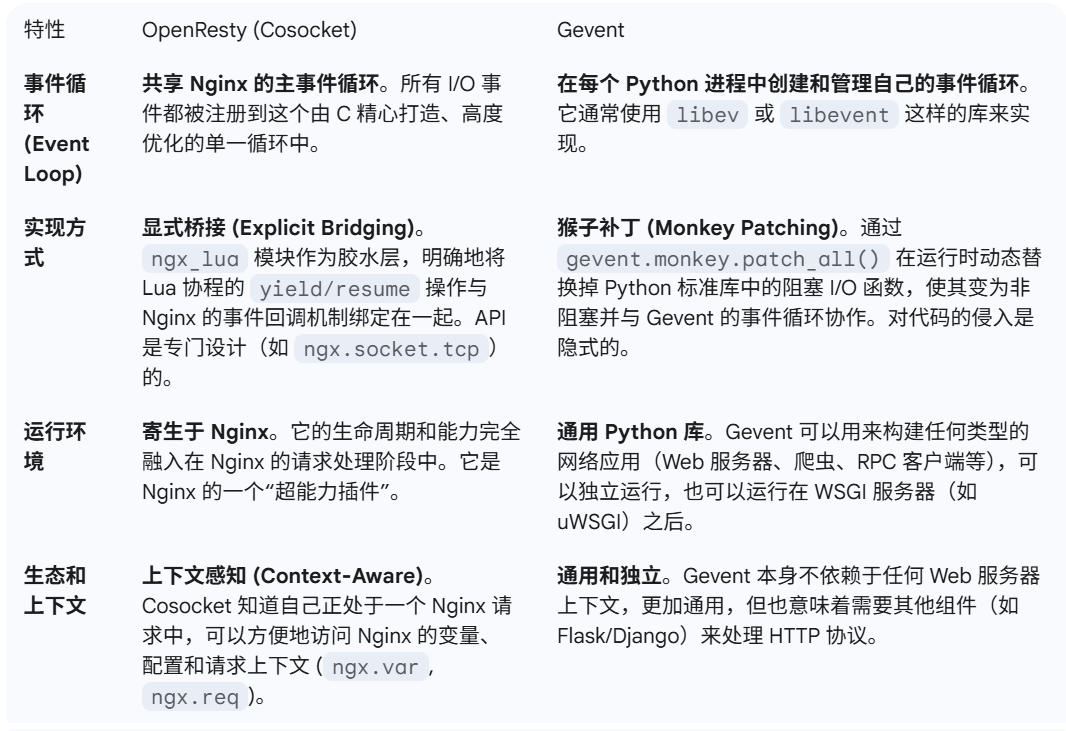 特性 OpenResty (Cosocket) Gevent
事件循
环
(Event
Loop)
共享 Nginx 的主事件循环。所有 I/O 事
件都被注册到这个由 C 精心打造、高度
优化的单一循环中。
在每个 Python 进程中创建和管理自己的事件循环。
它通常使用 libev 或 libevent 这样的库来实
现。
实现方
式
显式桥接 (Explicit Bridging)。
ngx_lua 模块作为胶水层，明确地将
Lua 协程的 yield/resume 操作与
Nginx 的事件回调机制绑定在一起。API
是专门设计（如 ngx.socket.tcp）
的。
猴子补丁 (Monkey Patching)。通过
gevent.monkey.patch_all() 在运行时动态替
换掉 Python 标准库中的阻塞 I/O 函数，使其变为非
阻塞并与 Gevent 的事件循环协作。对代码的侵入是
隐式的。
运行环
境
寄生于 Nginx。它的生命周期和能力完全
融入在 Nginx 的请求处理阶段中。它是
Nginx 的一个“超能力插件”。
通用 Python 库。Gevent 可以用来构建任何类型的
网络应用（Web 服务器、爬虫、RPC 客户端等），可
以独立运行，也可以运行在 WSGI 服务器（如
uWSGI）之后。
生态和
上下文
上下文感知 (Context-Aware)。
Cosocket 知道自己正处于一个 Nginx 请
求中，可以方便地访问 Nginx 的变量、
配置和请求上下文 (ngx.var,
ngx.req)。
通用和独立。Gevent 本身不依赖于任何 Web 服务器
上下文，更加通用，但也意味着需要其他组件（如
Flask/Django）来处理 HTTP 协议。